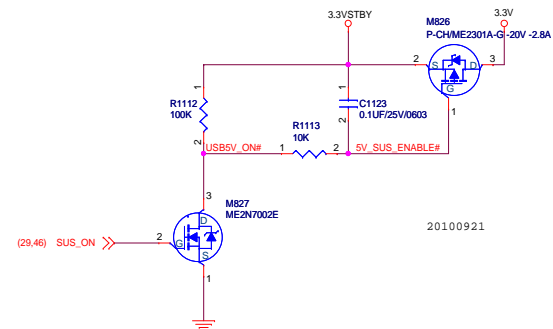 3.3VSTBY
M826
3.3V
P-CH/ME2301A-G -20V -2.8A
2
S
D
3
G
1
1
R1112
100K
2
1
C1123
0.1UF/25V/0603
2
R1113
10K
USB5V_ON#
1
2
5V_SUS_ENABLE#
3
M827
ME2N7002E
D
(29,46) SUS_ON
2
G
S
1
20100921